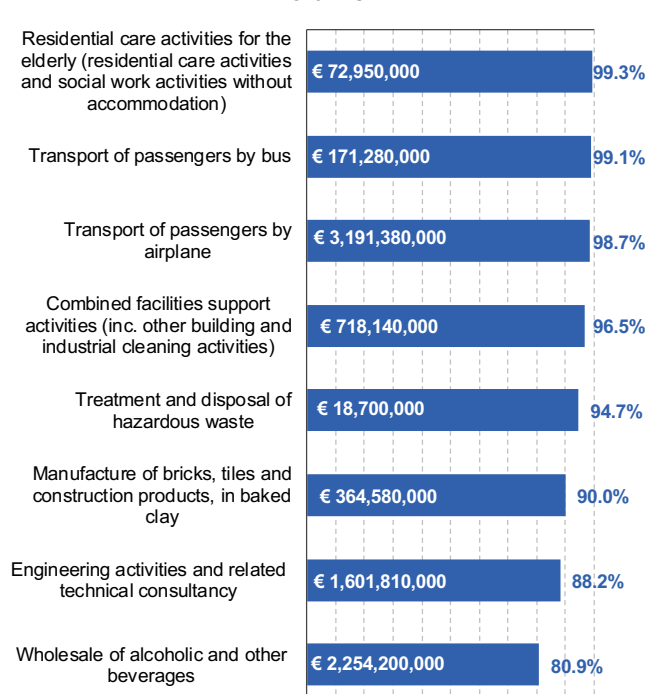 Residential care activities for the
elderly (residential care activities
and social work activities without
accommodation)
€ 72,950,000
99.3%
Transport of passengers by bus
€ 171,280,000
99.1%
Transport of passengers by
airplane
€ 3,191,380,000
98.7%
Combined facilities support
activities (inc. other building and
industrial cleaning activities)
€ 718,140,000
96.5%
Treatment and disposal of
hazardous waste
€ 18,700,000
94.7%
Manufacture of bricks, tiles and
construction products, in baked
clay
€ 364,580,000
90.0%
Engineering activities and related
technical consultancy
€ 1,601,810,000
88.2%
Wholesale of alcoholic and other
beverages
€ 2,254,200,000
80.9%